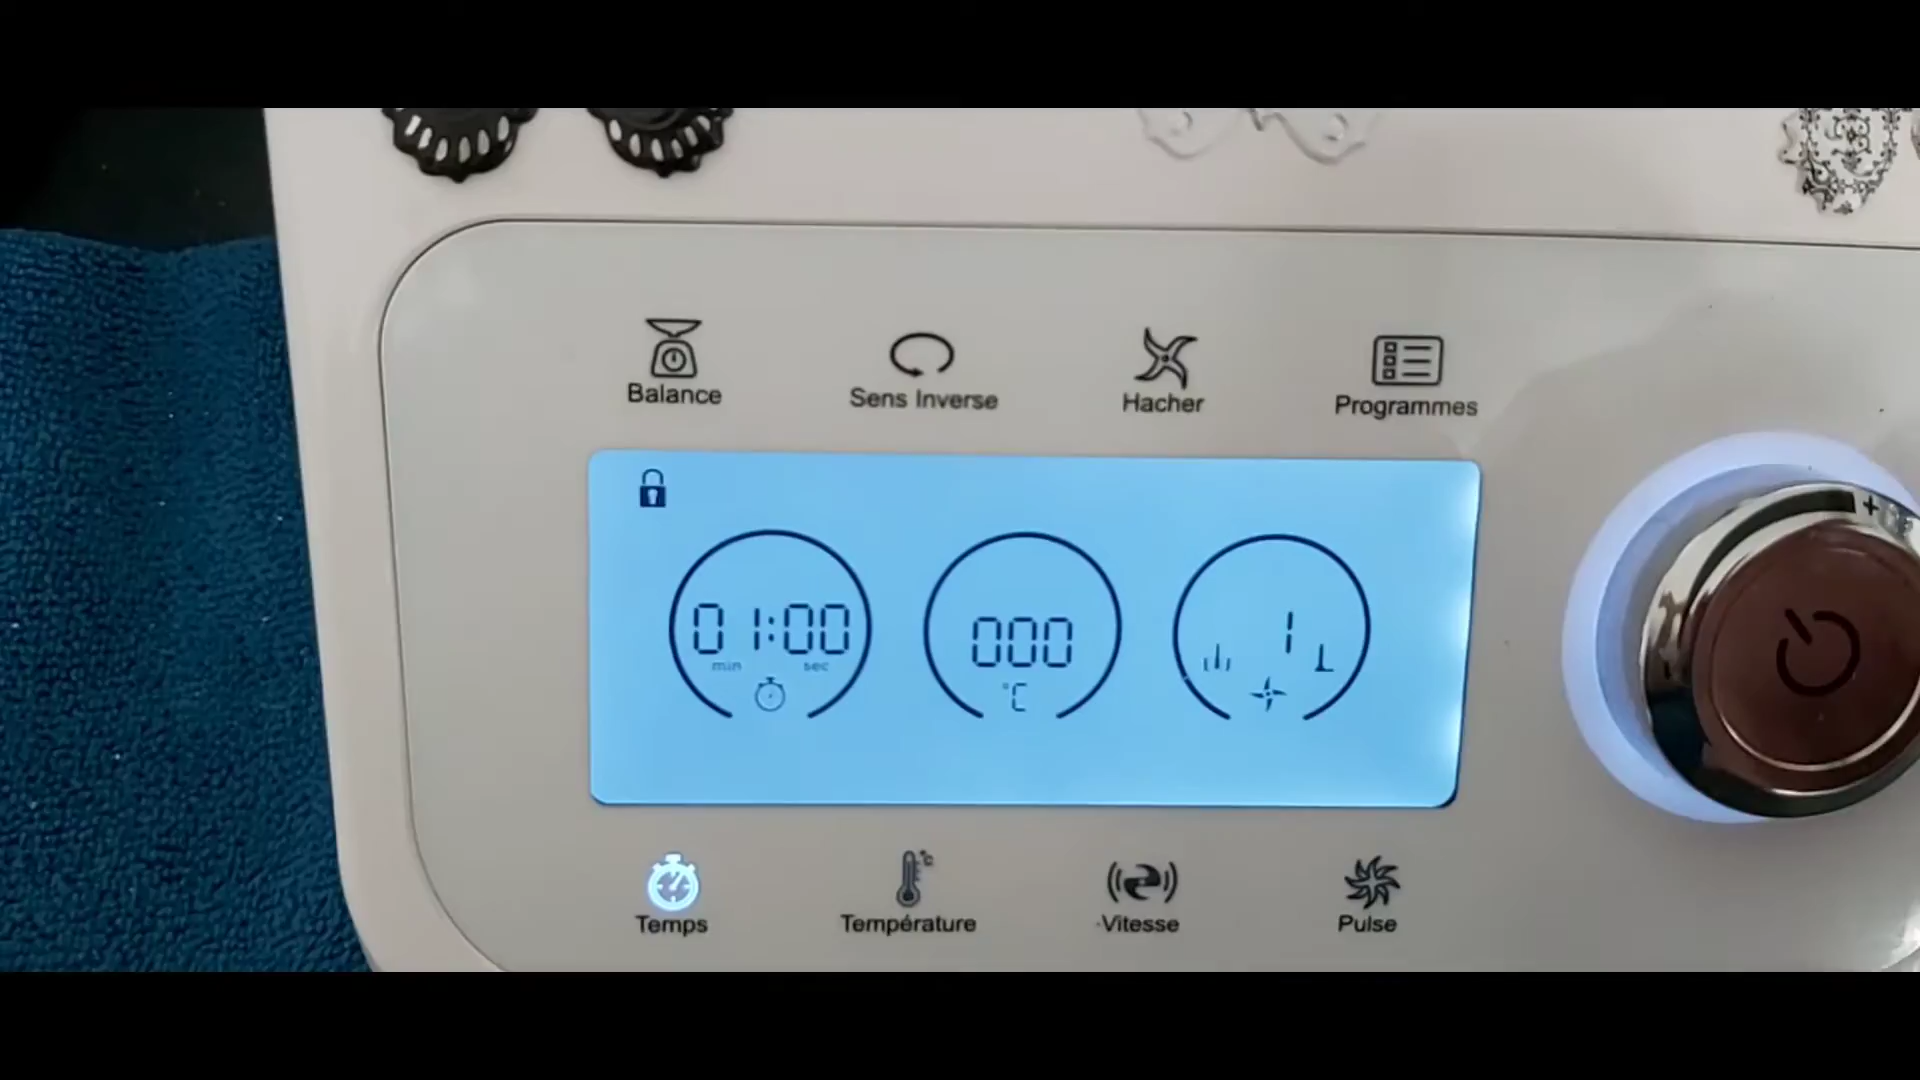 Balance
Sens Inverse
Hacher
Programmes
01:00
min sec
000
°C
1
+
-
°C
Temps
Température
Vitesse
Pulse